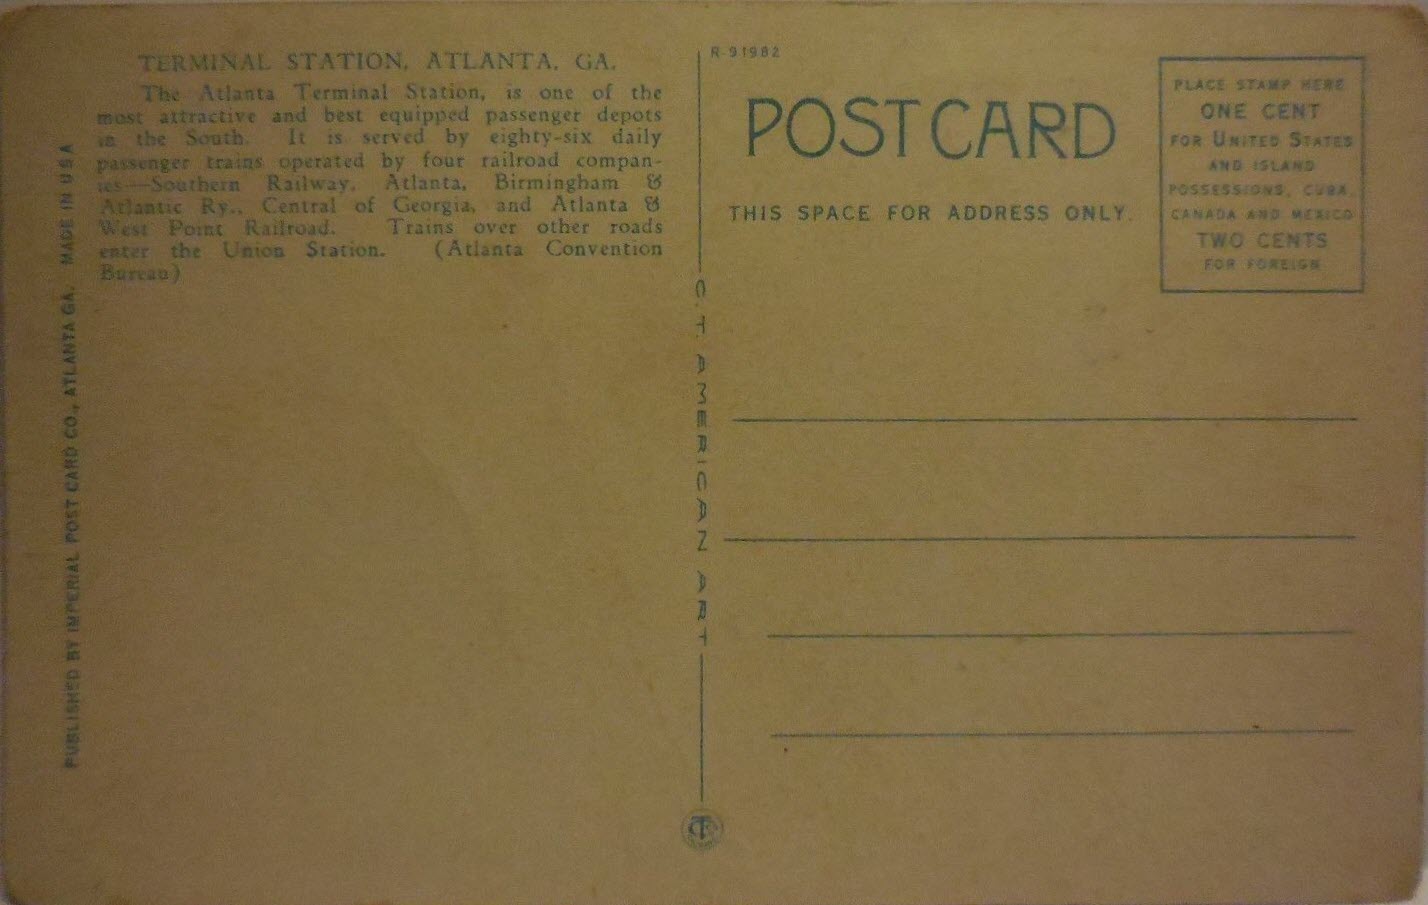 TERMINAL STATION, ATLANTA, GA.
The Atlanta Terminal Station, is one of the
most attractive and best equipped passenger depots
in the South. It is served by eighty-six daily
passenger trains operated by four railroad compan-
ies—Southern Railway, Atlanta, Birmingham &
Atlantic Ry., Central of Georgia, and Atlanta &
West Point Railroad. Trains over other roads
enter the Union Station. (Atlanta Convention
Bureau)
PUBLISHED BY IMPERIAL POST CARD CO., ATLANTA GA. MADE IN USA
C. T. AMERICAN ART
R-91982
POST CARD
THIS SPACE FOR ADDRESS ONLY.
PLACE STAMP HERE
ONE CENT
FOR UNITED STATES
AND ISLAND
POSSESSIONS, CUBA,
CANADA AND MEXICO
TWO CENTS
FOR FOREIGN